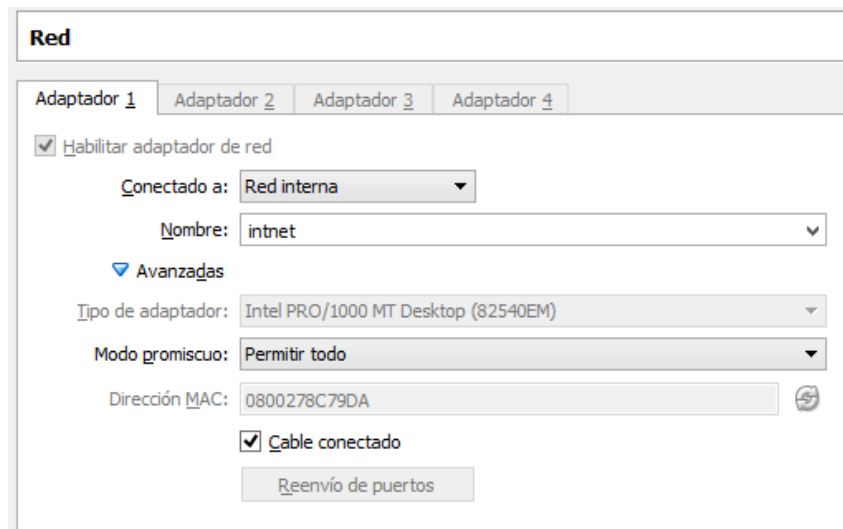 Red
Adaptador 1 Adaptador 2 Adaptador 3 Adaptador 4
Habilitar adaptador de red
Conectado a: Red interna
Nombre: intnet
Avanzadas
Tipo de adaptador: Intel PRO/1000 MT Desktop (82540EM)
Modo promiscuo: Permitir todo
Dirección MAC: 0800278C79DA
Cable conectado
Reenvío de puertos